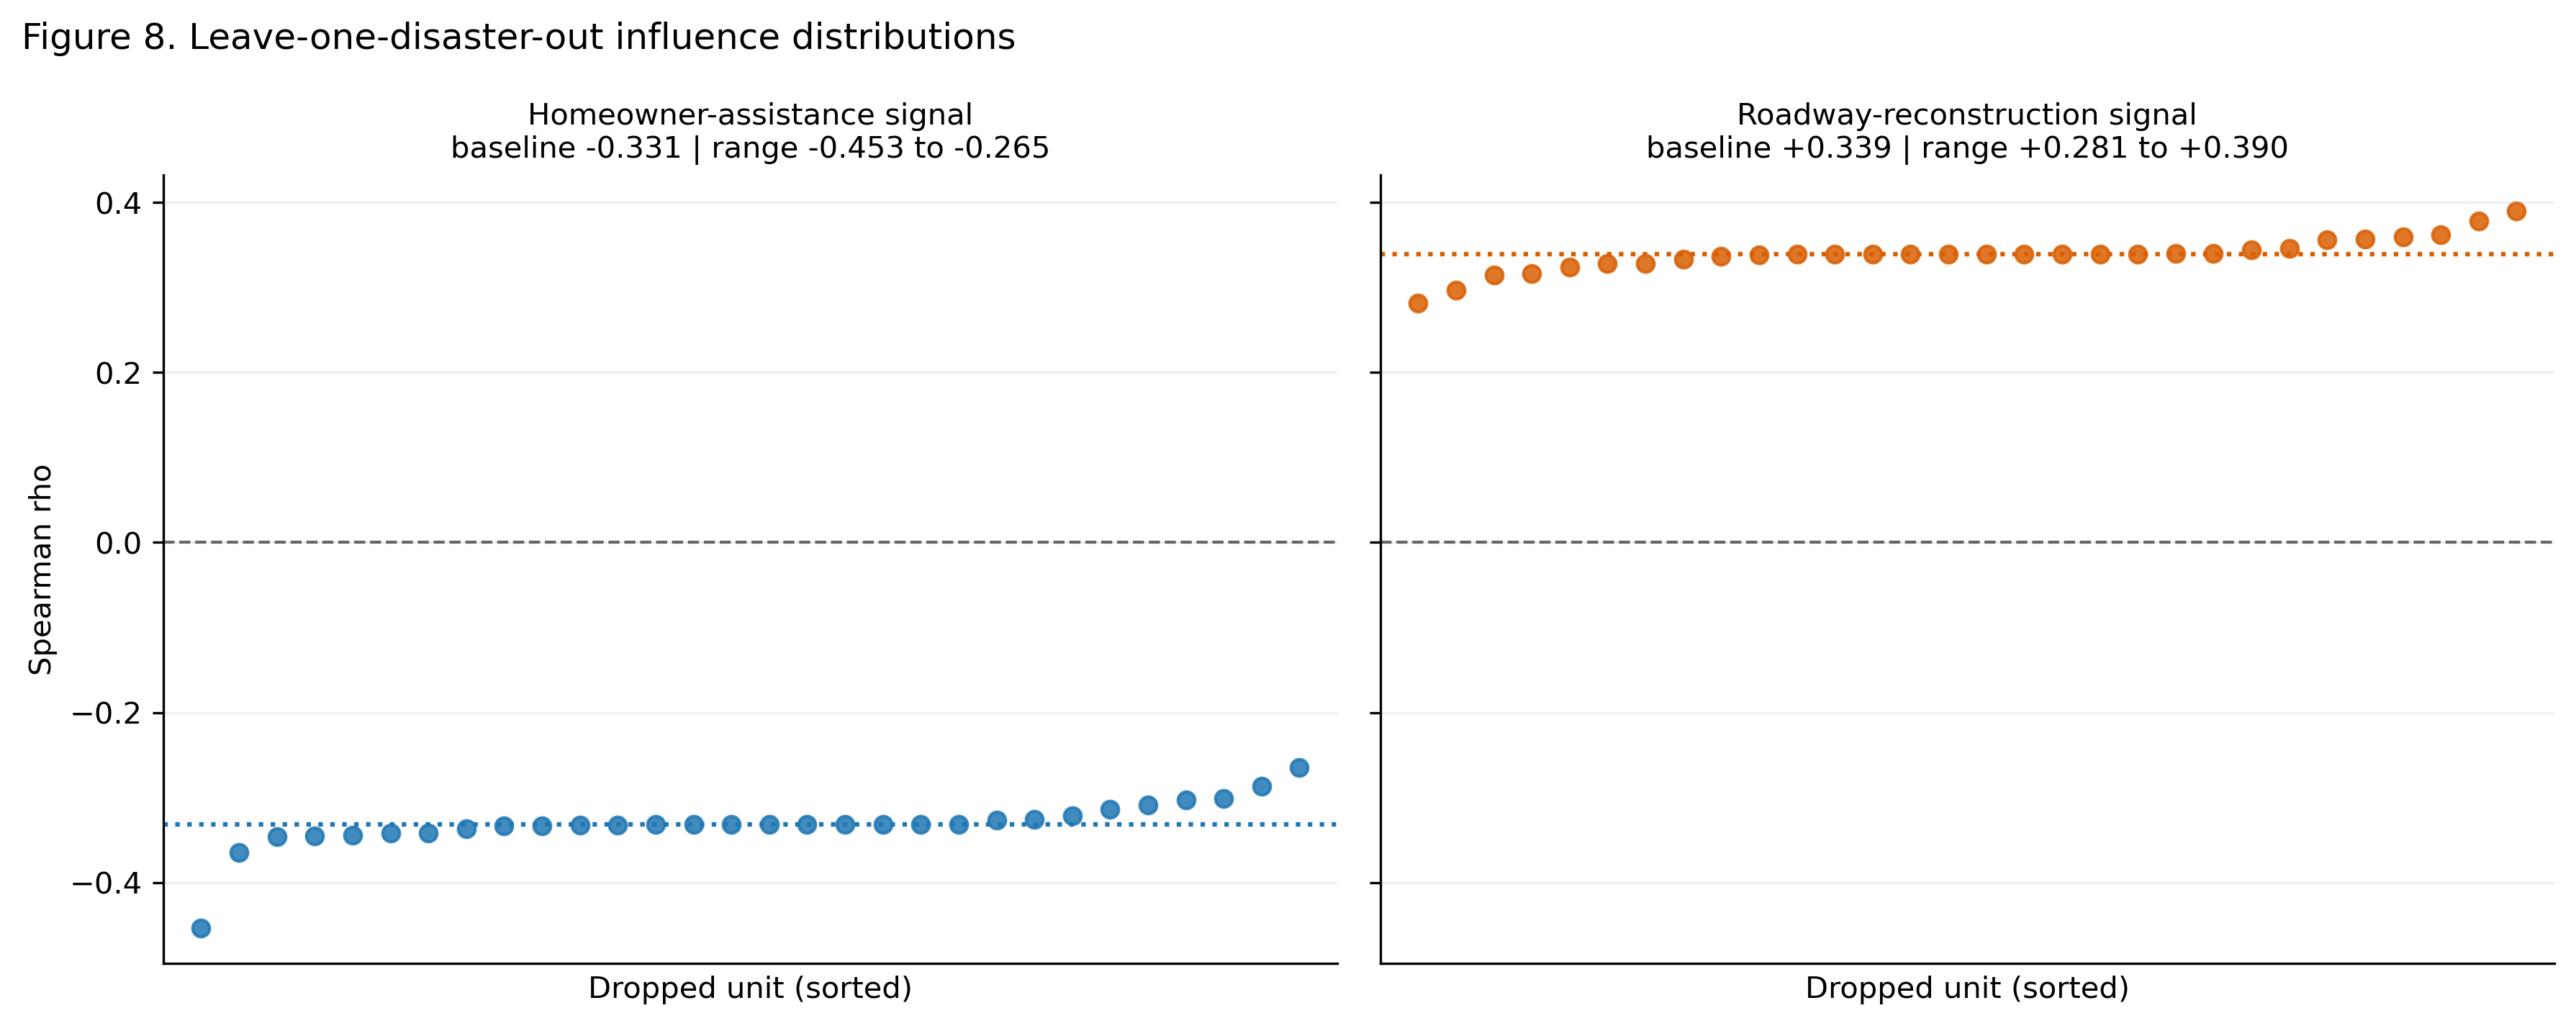 Figure 8. Leave-one-disaster-out influence distributions
Homeowner-assistance signal
baseline -0.331 | range -0.453 to -0.265
Roadway-reconstruction signal
baseline +0.339 | range +0.281 to +0.390
Spearman rho
0.4
0.2
0.0
−0.2
−0.4
Dropped unit (sorted)
Dropped unit (sorted)